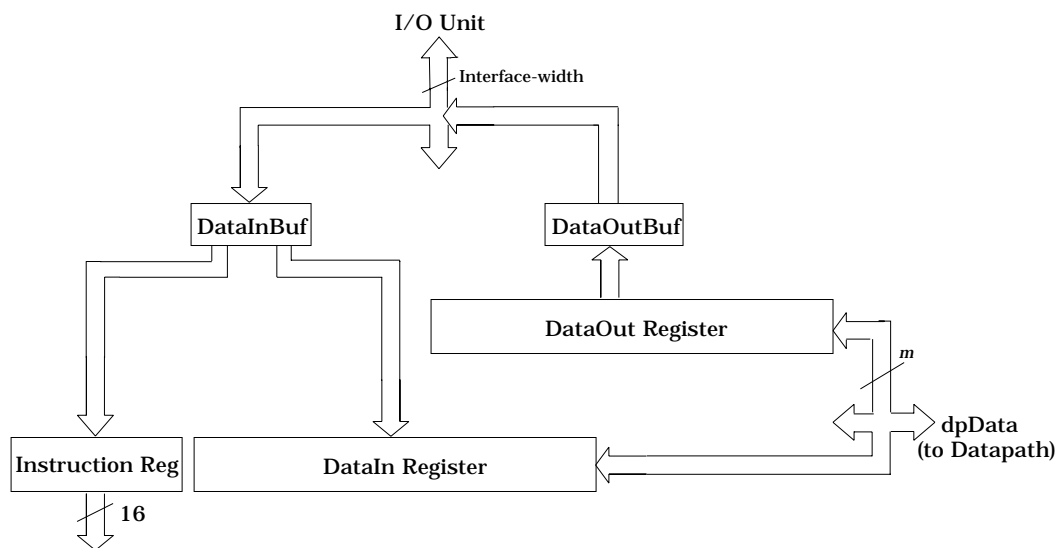 I/O Unit
Interface-width
DataInBuf
DataOutBuf
DataOut Register
m
dpData
(to Datapath)
Instruction Reg
DataIn Register
16